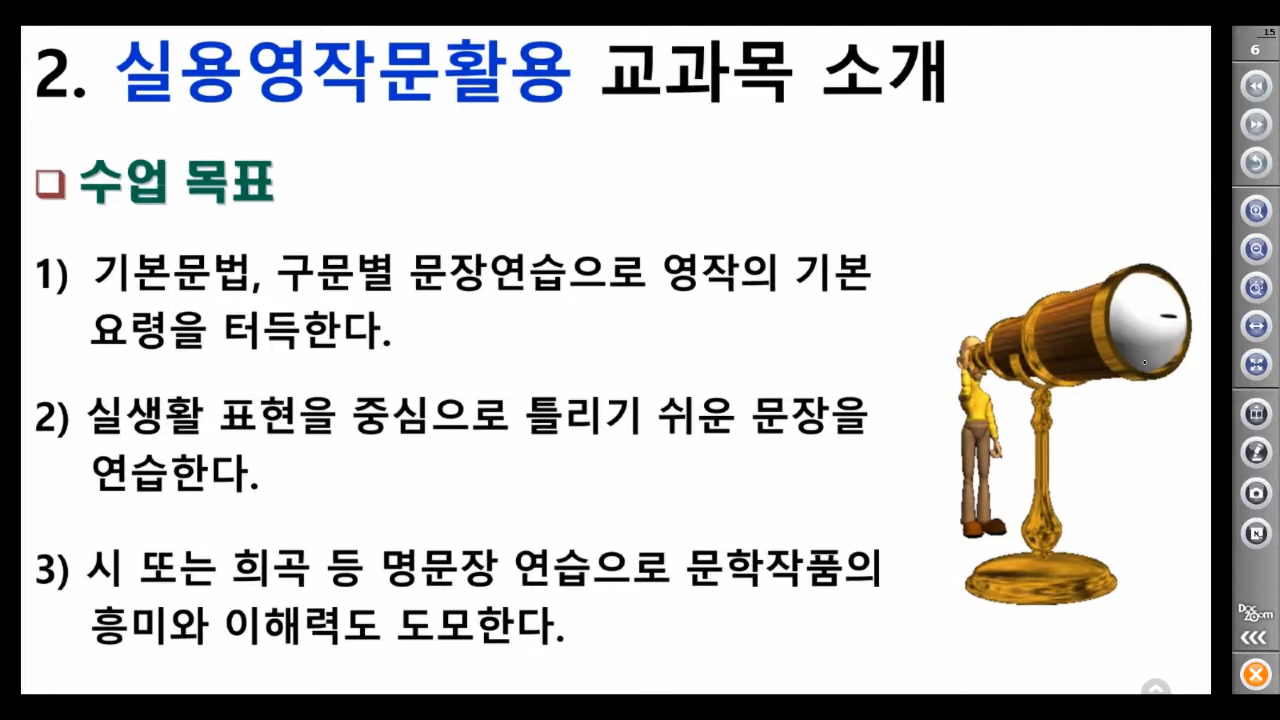 2. 실용영작문활용 교과목 소개
수업 목표
1) 기본문법, 구문별 문장연습으로 영작의 기본
요령을 터득한다.
2) 실생활 표현을 중심으로 틀리기 쉬운 문장을
연습한다.
3) 시 또는 희곡 등 명문장 연습으로 문학작품의
흥미와 이해력도 도모한다.
15
6
N
Doc
Zoom